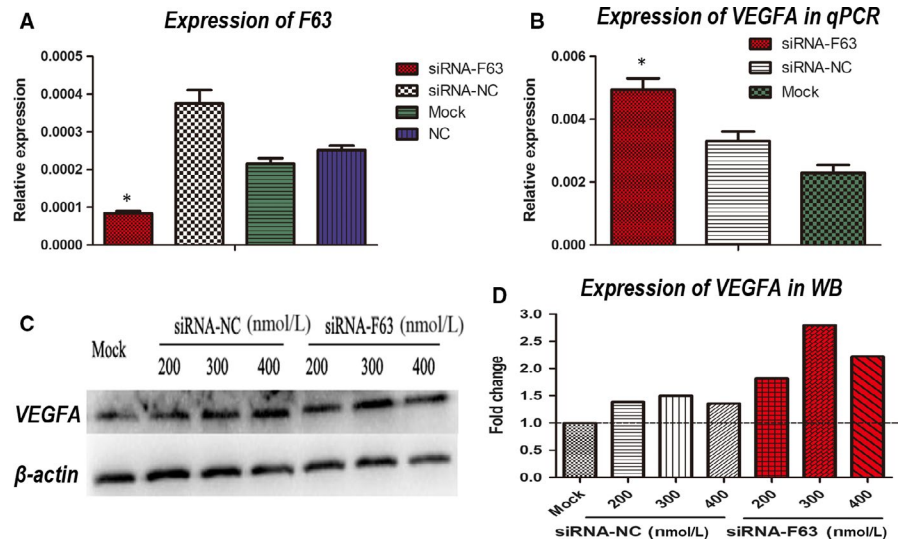 A
Expression of F63
Relative expression
0.0005
0.0004
0.0003
0.0002
0.0001
0.0000
*
siRNA-F63
siRNA-NC
Mock
NC
B
Expression of VEGFA in qPCR
Relative expression
0.006
0.004
0.002
0.000
*
siRNA-F63
siRNA-NC
Mock
C
Mock
siRNA-NC (nmol/L) siRNA-F63 (nmol/L)
200 300 400 200 300 400
VEGFA
β-actin
D
Expression of VEGFA in WB
Fold change
3.0
2.5
2.0
1.5
1.0
0.5
0.0
Mock 200 300 400 200 300 400
siRNA-NC (nmol/L) siRNA-F63 (nmol/L)